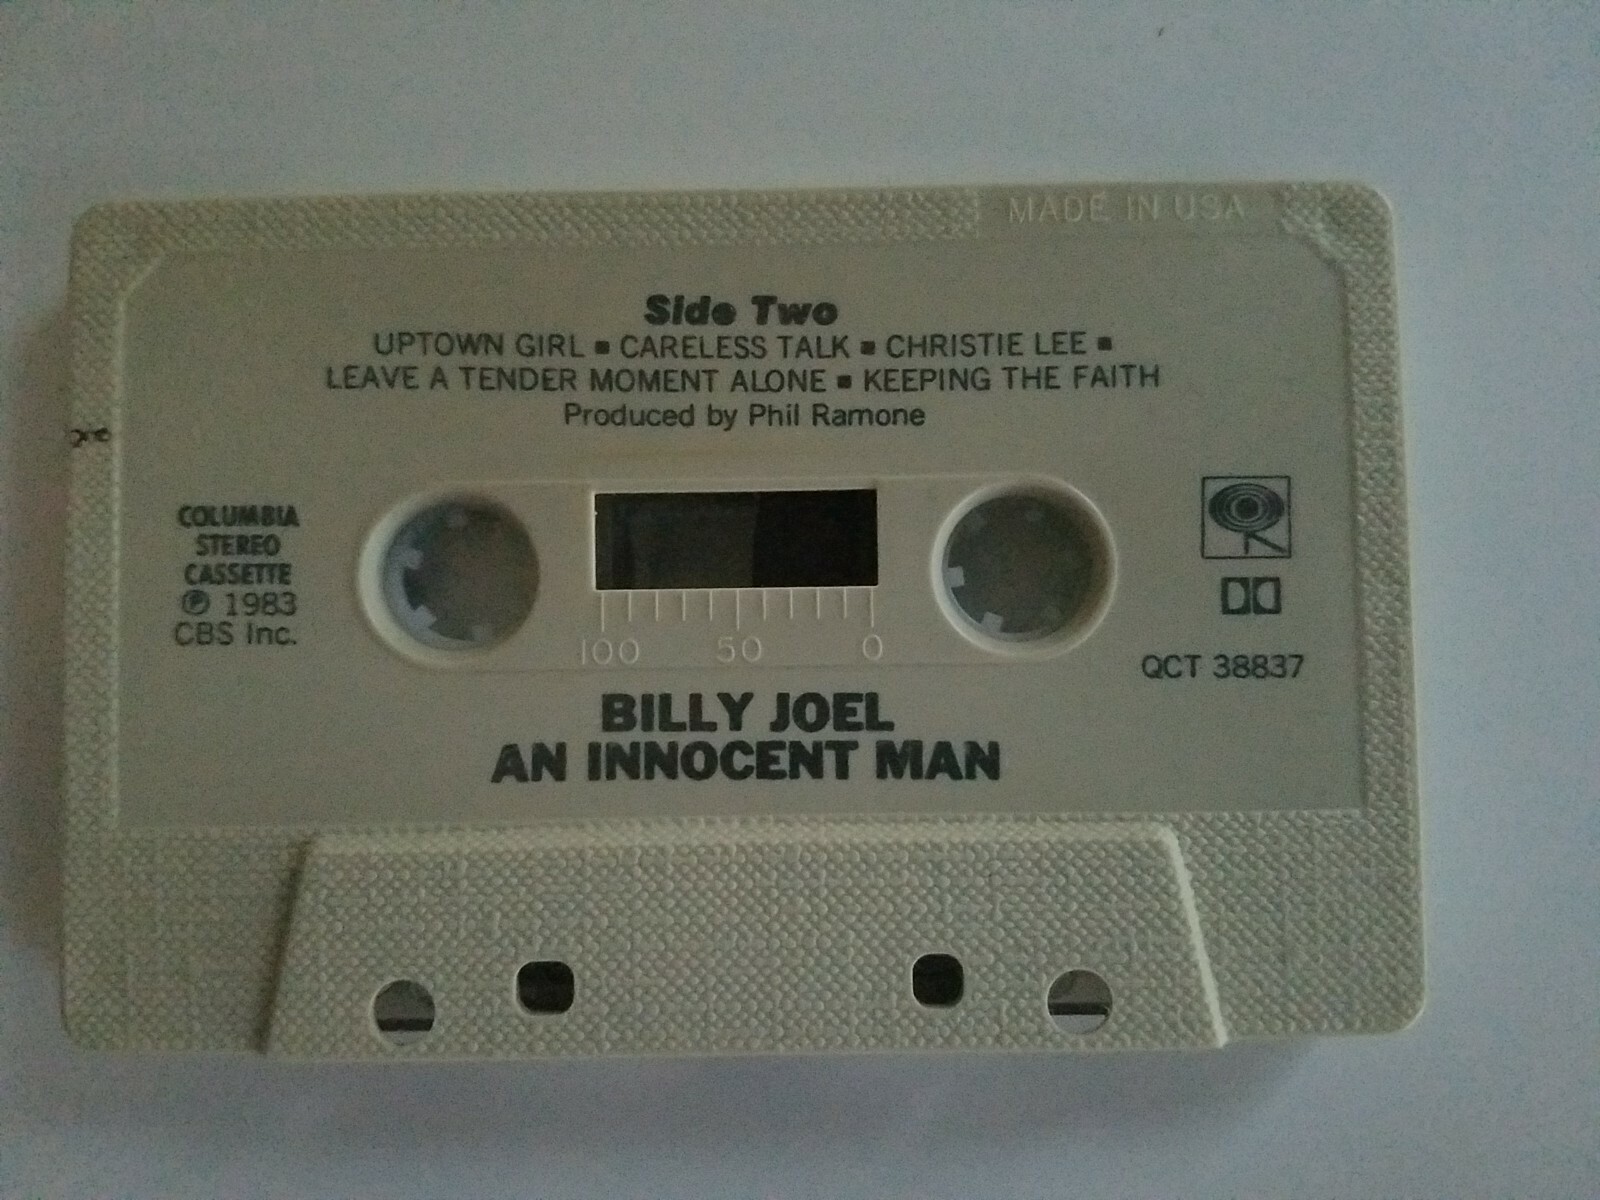 MADE IN USA
Side Two
UPTOWN GIRL ■ CARELESS TALK ■ CHRISTIE LEE ■
LEAVE A TENDER MOMENT ALONE ■ KEEPING THE FAITH
Produced by Phil Ramone
COLUMBIA
STEREO
CASSETTE
℗ 1983
CBS Inc.
100 50 0
QCT 38837
BILLY JOEL
AN INNOCENT MAN